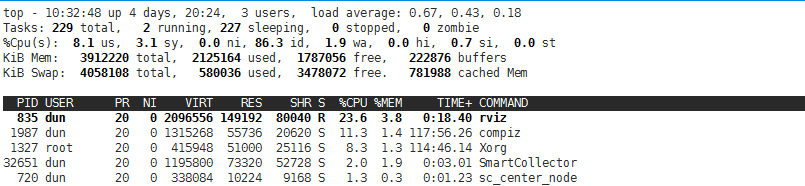 top - 10:32:48 up 4 days, 20:24,  3 users,  load average: 0.67, 0.43, 0.18
Tasks: 229 total,   2 running, 227 sleeping,   0 stopped,   0 zombie
%Cpu(s):  8.1 us,  3.1 sy,  0.0 ni, 86.3 id,  1.9 wa,  0.0 hi,  0.7 si,  0.0 st
KiB Mem:   3912220 total,  2125164 used,  1787056 free,   222876 buffers
KiB Swap:  4058108 total,   580036 used,  3478072 free.   781988 cached Mem
PID USER      PR  NI    VIRT    RES    SHR S  %CPU %MEM     TIME+ COMMAND
835 dun       20   0 2096556 149192  80040 R  23.6  3.8   0:18.40 rviz
1987 dun       20   0 1315268  55736  20620 S  11.3  1.4 117:56.26 compiz
1327 root      20   0  415948  51000  25116 S   8.3  1.3 114:46.14 Xorg
32651 dun       20   0 1195800  73320  52728 S   2.0  1.9   0:03.01 SmartCollector
720 dun       20   0  338084  10224   9168 S   1.3  0.3   0:01.23 sc_center_node